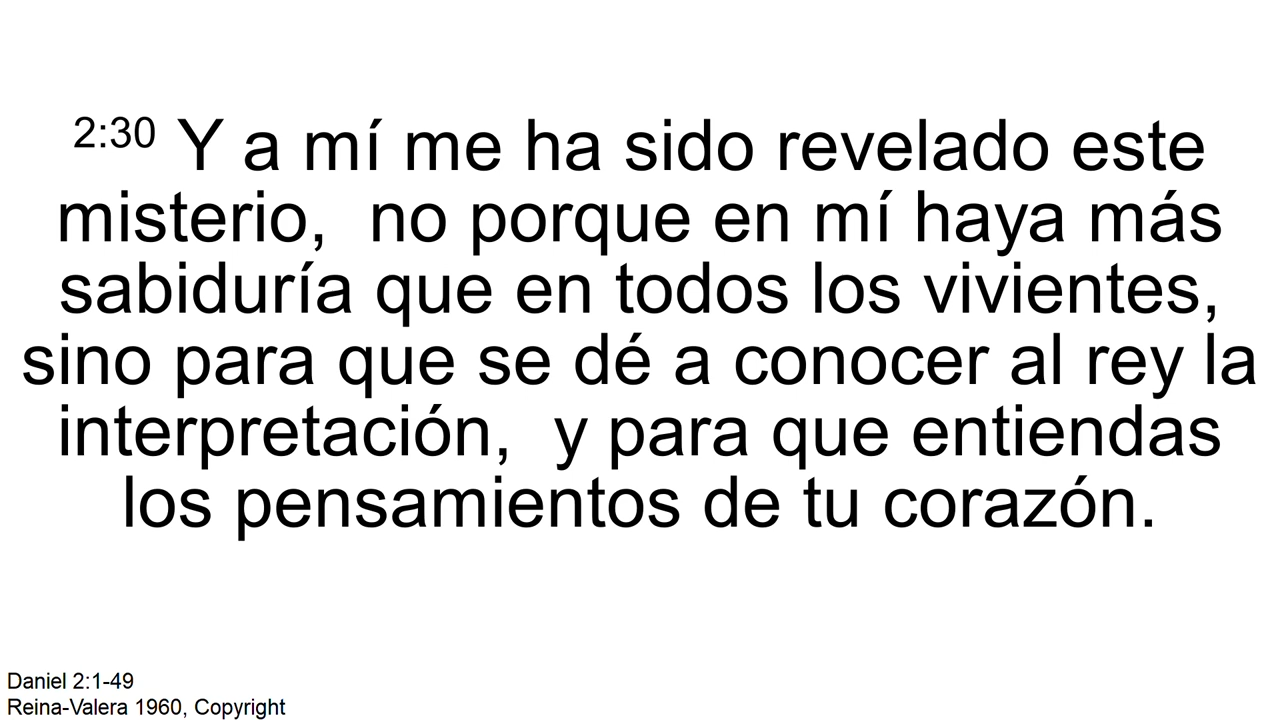 2:30 Y a mí me ha sido revelado este
misterio,  no porque en mí haya más
sabiduría que en todos los vivientes,
sino para que se dé a conocer al rey la
interpretación,  y para que entiendas
los pensamientos de tu corazón.
Daniel 2:1-49
Reina-Valera 1960, Copyright